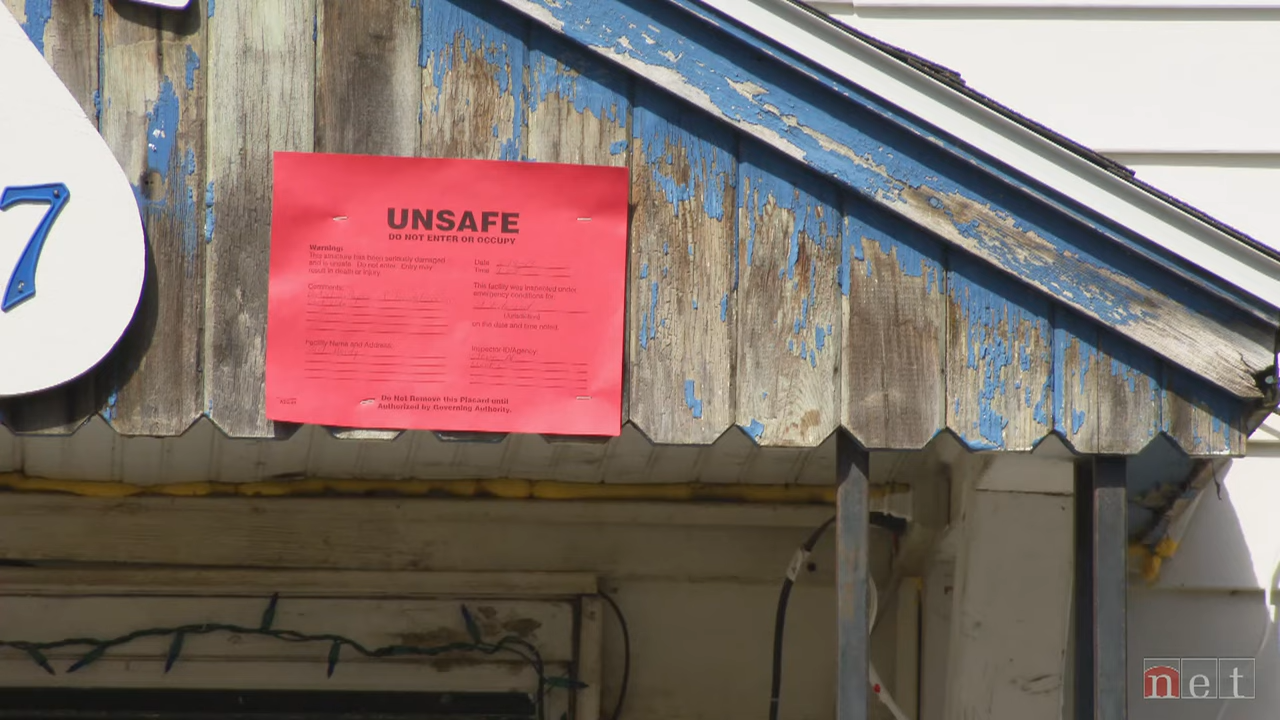 7
UNSAFE
DO NOT ENTER OR OCCUPY
Warning:
This structure has been seriously damaged
and is unsafe. Do not enter. Entry may
result in death or injury.
Comments:
Facility Name and Address:
Date
Time
This facility was inspected under
emergency conditions for:
(Jurisdiction)
on the date and time noted.
Inspector ID/Agency:
Do Not Remove this Placard until
Authorized by Governing Authority.
net